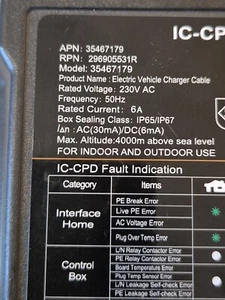 IC-CP
APN: 35467179
RPN: 296905531R
Model: 35467179
Product Name : Electric Vehicle Charger Cable
Rated Voltage: 230V AC
Frequency: 50Hz
Rated Current: 6A
Box Sealing Class: IP65/IP67
I∆n : AC(30mA)/DC(6mA)
Max. Altitude:4000m above sea level
FOR INDOOR AND OUTDOOR USE
IC-CPD Fault Indication
Category Items
Interface Home
PE Break Error
Live PE Error
AC Voltage Error
Plug Over Temp Error
Control Box
L/N Relay Connector Error
PE Relay Connector Error
Board Temperature Error
Plug Temp Sensor Error
L/N Leakage Self-check Error
PE Leakage Self-check Error